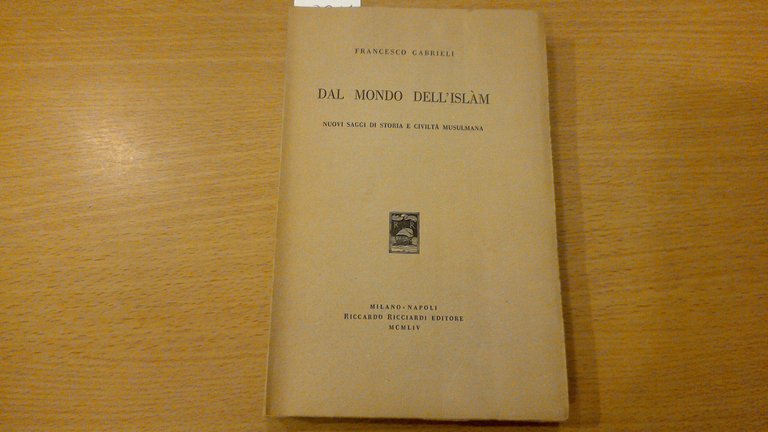 FRANCESCO GABRIELI
DAL MONDO DELL'ISLÀM
NUOVI SAGGI DI STORIA E CIVILTÀ MUSULMANA
MILANO - NAPOLI
RICCARDO RICCIARDI EDITORE
MCMLIV